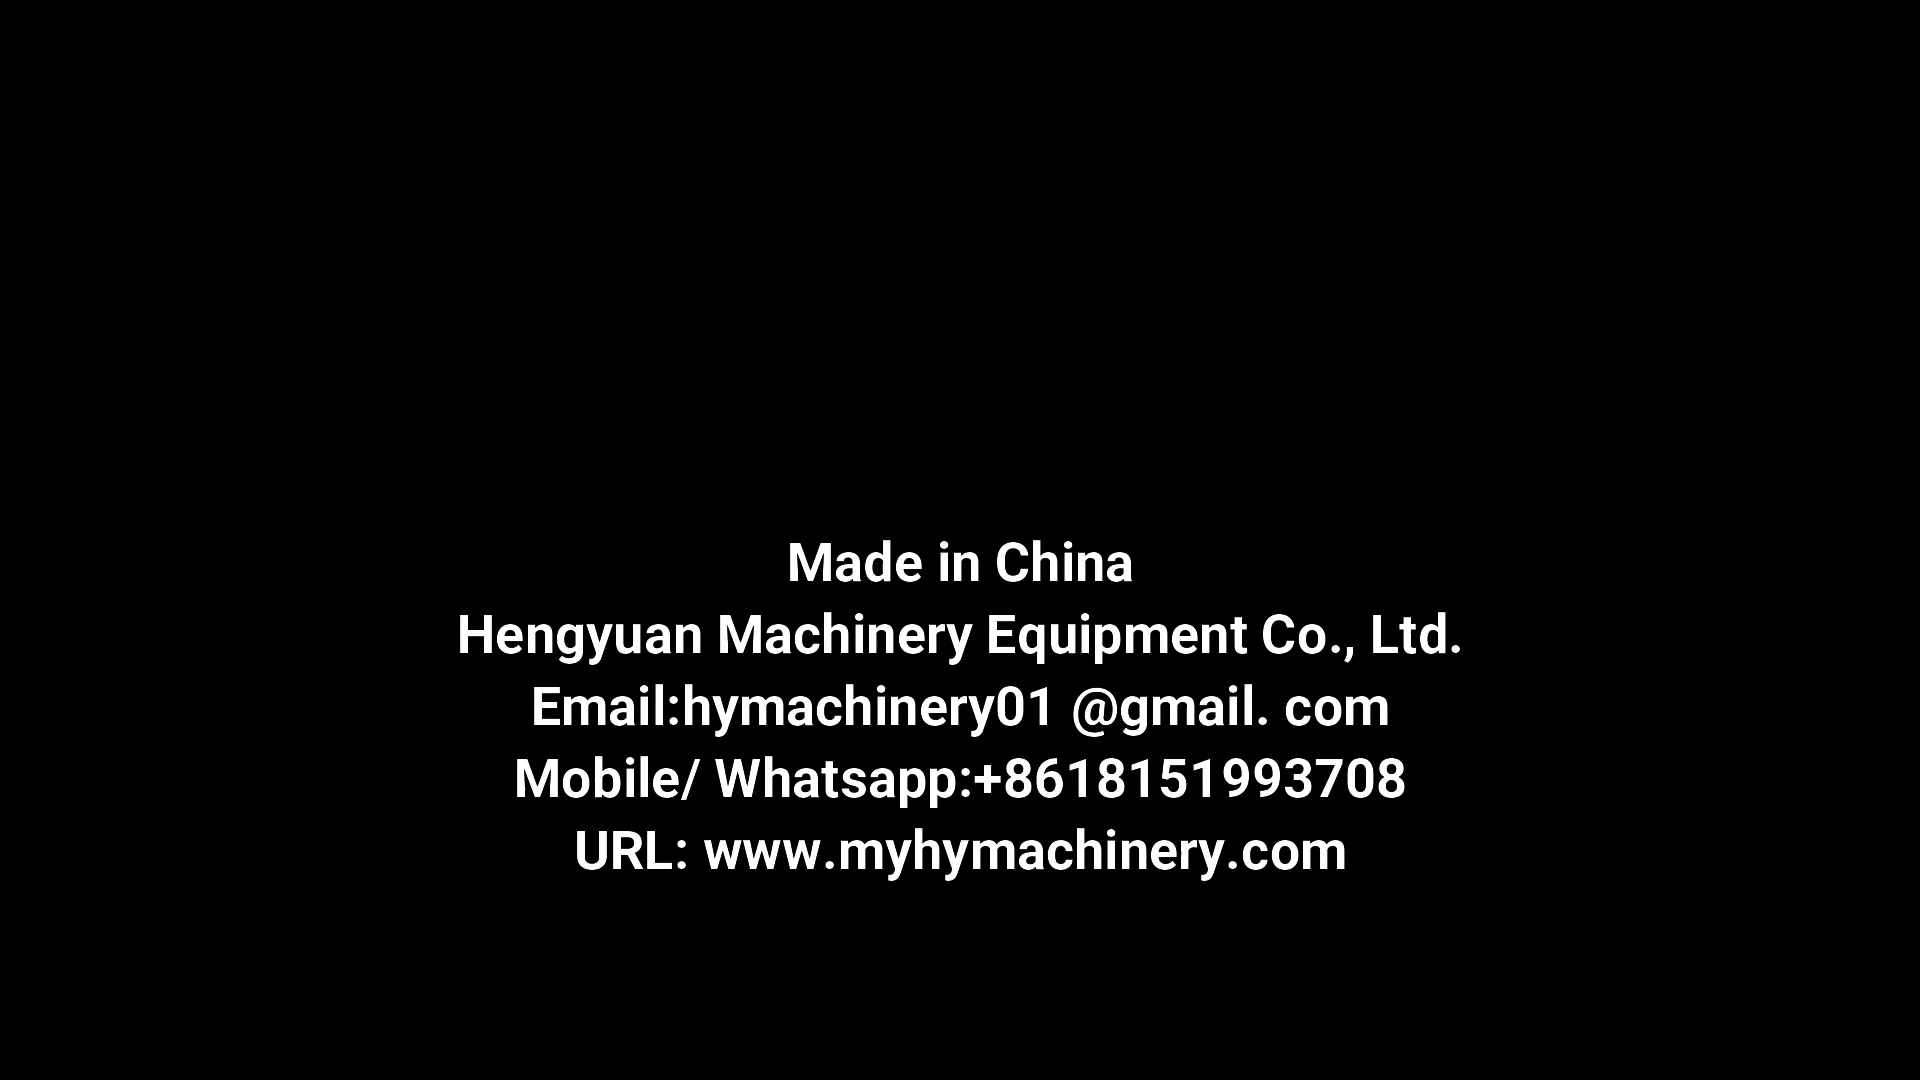 Made in China
Hengyuan Machinery Equipment Co., Ltd.
Email:hymachinery01 @gmail. com
Mobile/ Whatsapp:+8618151993708
URL: www.myhymachinery.com